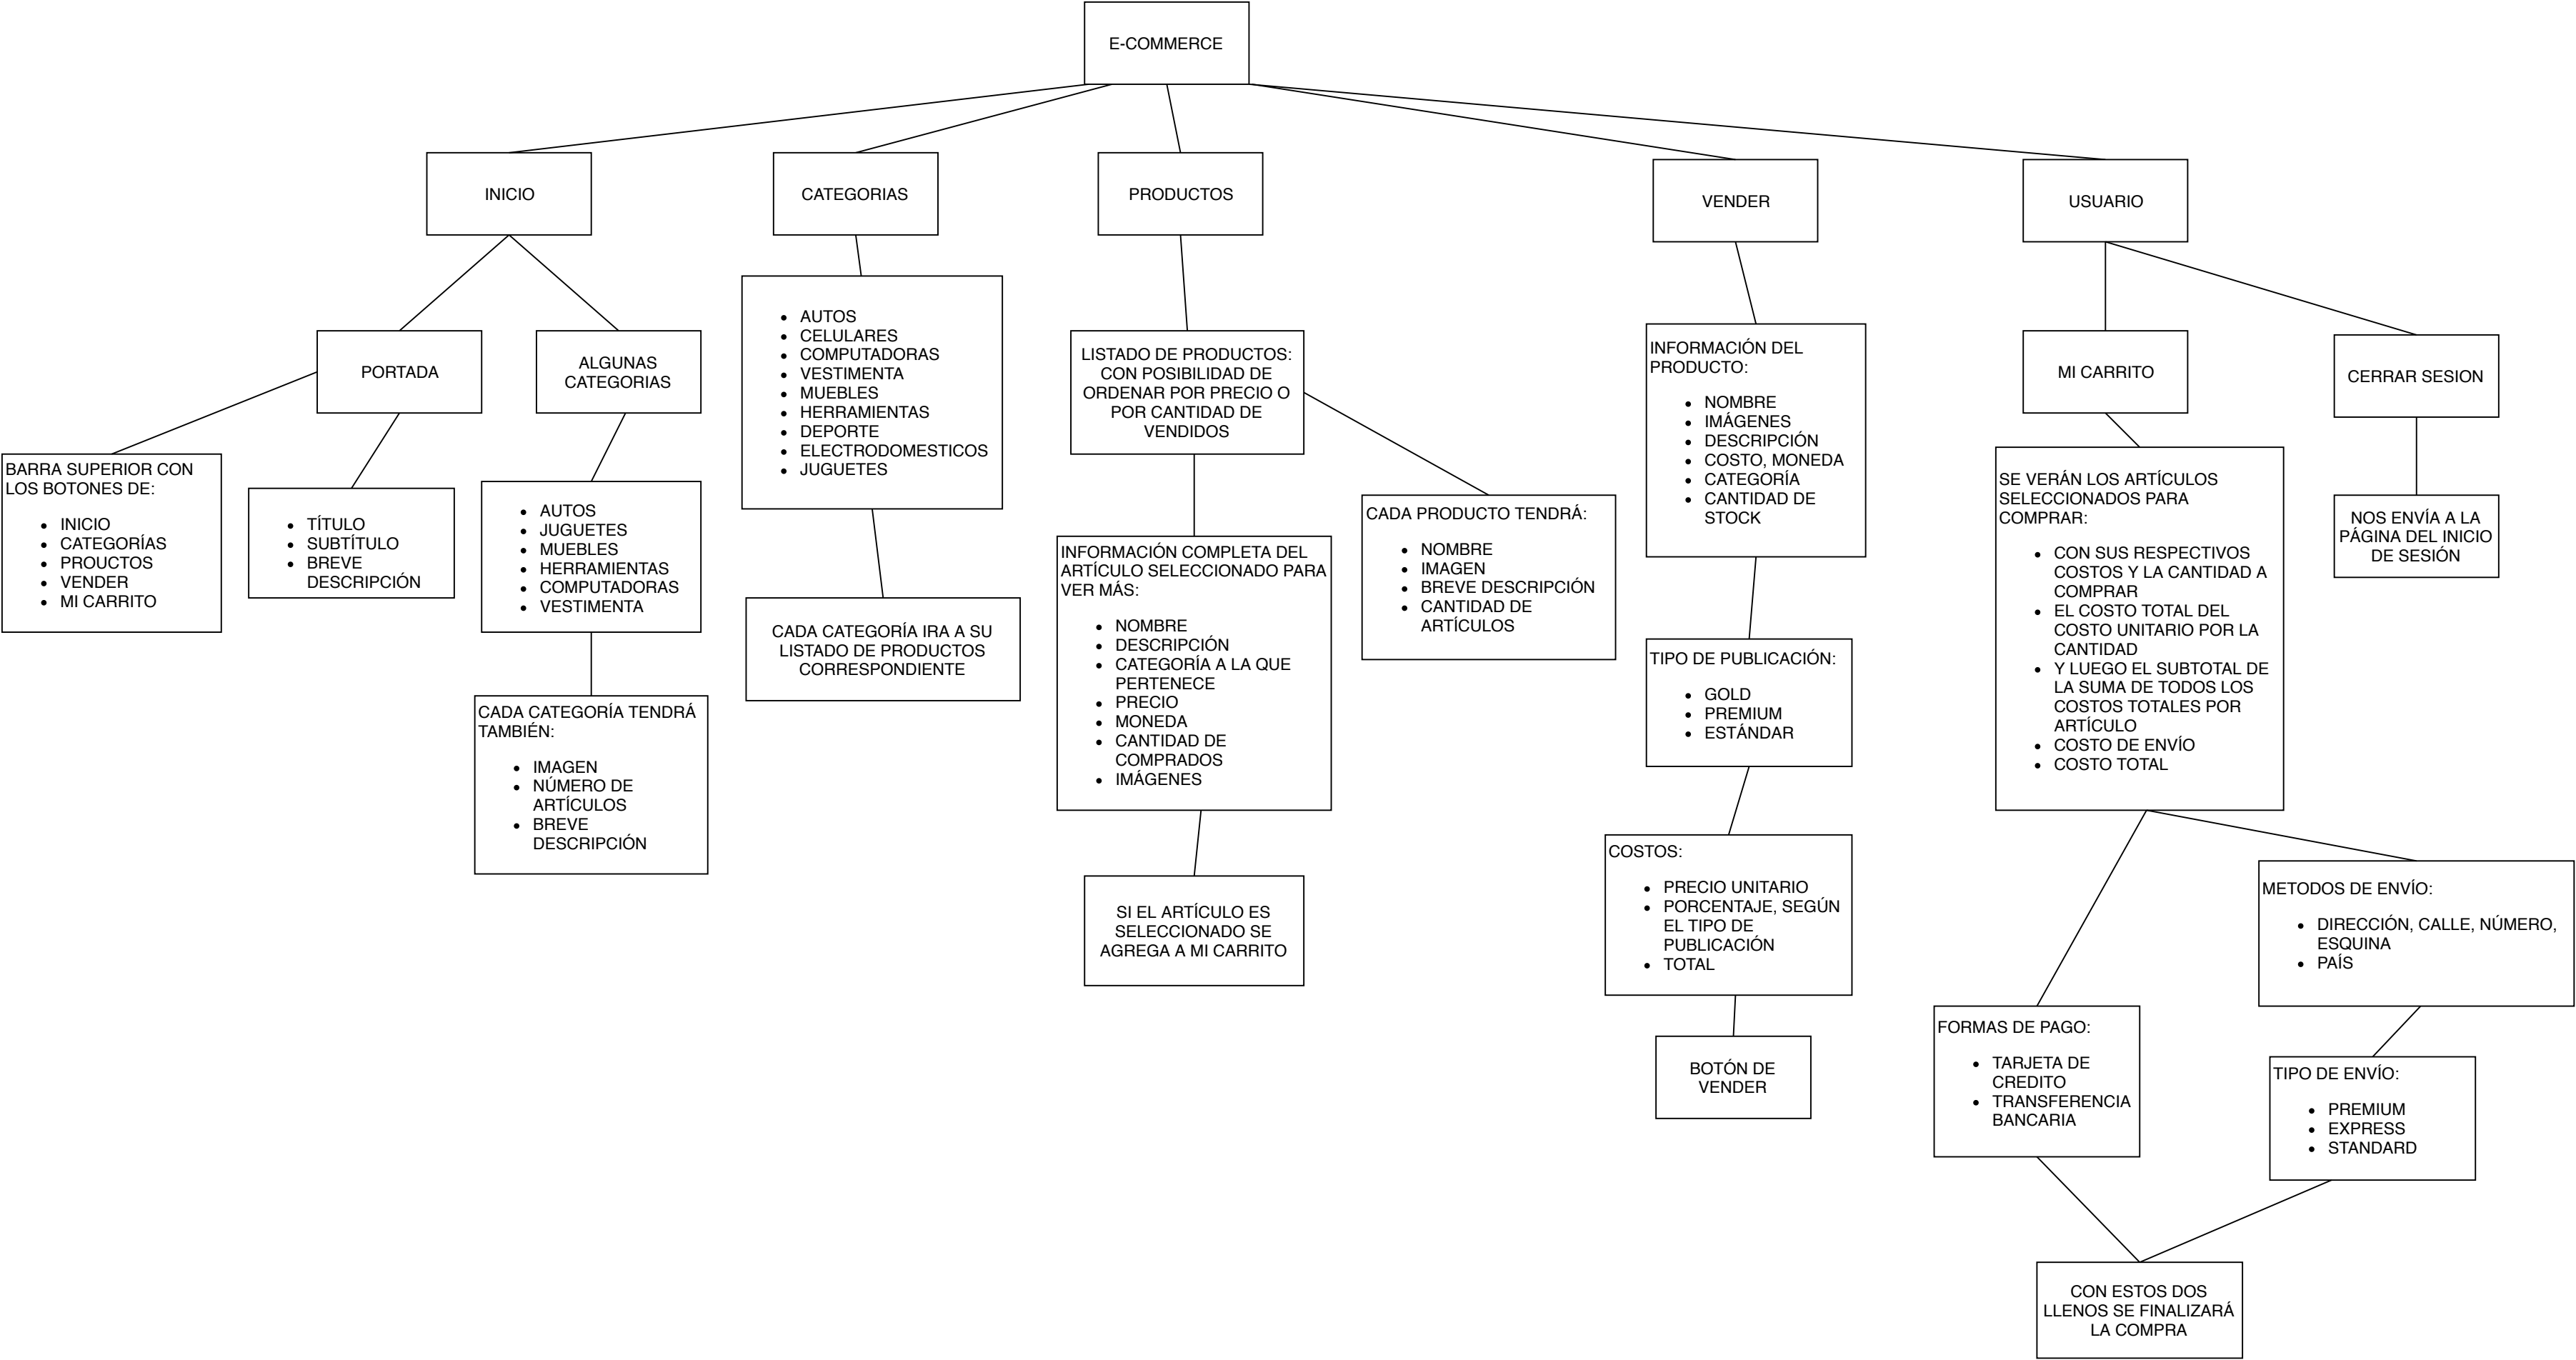 E-COMMERCE
INICIO
CATEGORIAS
PRODUCTOS
VENDER
USUARIO
PORTADA
ALGUNAS
CATEGORIAS
BARRA SUPERIOR CON
LOS BOTONES DE:
• INICIO
• CATEGORÍAS
• PROUCTOS
• VENDER
• MI CARRITO
• TÍTULO
• SUBTÍTULO
• BREVE
DESCRIPCIÓN
• AUTOS
• JUGUETES
• MUEBLES
• HERRAMIENTAS
• COMPUTADORAS
• VESTIMENTA
CADA CATEGORÍA TENDRÁ
TAMBIÉN:
• IMAGEN
• NÚMERO DE
ARTÍCULOS
• BREVE
DESCRIPCIÓN
• AUTOS
• CELULARES
• COMPUTADORAS
• VESTIMENTA
• MUEBLES
• HERRAMIENTAS
• DEPORTE
• ELECTRODOMESTICOS
• JUGUETES
CADA CATEGORÍA IRA A SU
LISTADO DE PRODUCTOS
CORRESPONDIENTE
LISTADO DE PRODUCTOS:
CON POSIBILIDAD DE
ORDENAR POR PRECIO O
POR CANTIDAD DE
VENDIDOS
INFORMACIÓN COMPLETA DEL
ARTÍCULO SELECCIONADO PARA
VER MÁS:
• NOMBRE
• DESCRIPCIÓN
• CATEGORÍA A LA QUE
PERTENECE
• PRECIO
• MONEDA
• CANTIDAD DE
COMPRADOS
• IMÁGENES
SI EL ARTÍCULO ES
SELECCIONADO SE
AGREGA A MI CARRITO
CADA PRODUCTO TENDRÁ:
• NOMBRE
• IMAGEN
• BREVE DESCRIPCIÓN
• CANTIDAD DE
ARTÍCULOS
INFORMACIÓN DEL
PRODUCTO:
• NOMBRE
• IMÁGENES
• DESCRIPCIÓN
• COSTO, MONEDA
• CATEGORÍA
• CANTIDAD DE
STOCK
TIPO DE PUBLICACIÓN:
• GOLD
• PREMIUM
• ESTÁNDAR
COSTOS:
• PRECIO UNITARIO
• PORCENTAJE, SEGÚN
EL TIPO DE
PUBLICACIÓN
• TOTAL
BOTÓN DE
VENDER
MI CARRITO
CERRAR SESION
SE VERÁN LOS ARTÍCULOS
SELECCIONADOS PARA
COMPRAR:
• CON SUS RESPECTIVOS
COSTOS Y LA CANTIDAD A
COMPRAR
• EL COSTO TOTAL DEL
COSTO UNITARIO POR LA
CANTIDAD
• Y LUEGO EL SUBTOTAL DE
LA SUMA DE TODOS LOS
COSTOS TOTALES POR
ARTÍCULO
• COSTO DE ENVÍO
• COSTO TOTAL
NOS ENVÍA A LA
PÁGINA DEL INICIO
DE SESIÓN
FORMAS DE PAGO:
• TARJETA DE
CREDITO
• TRANSFERENCIA
BANCARIA
METODOS DE ENVÍO:
• DIRECCIÓN, CALLE, NÚMERO,
ESQUINA
• PAÍS
TIPO DE ENVÍO:
• PREMIUM
• EXPRESS
• STANDARD
CON ESTOS DOS
LLENOS SE FINALIZARÁ
LA COMPRA